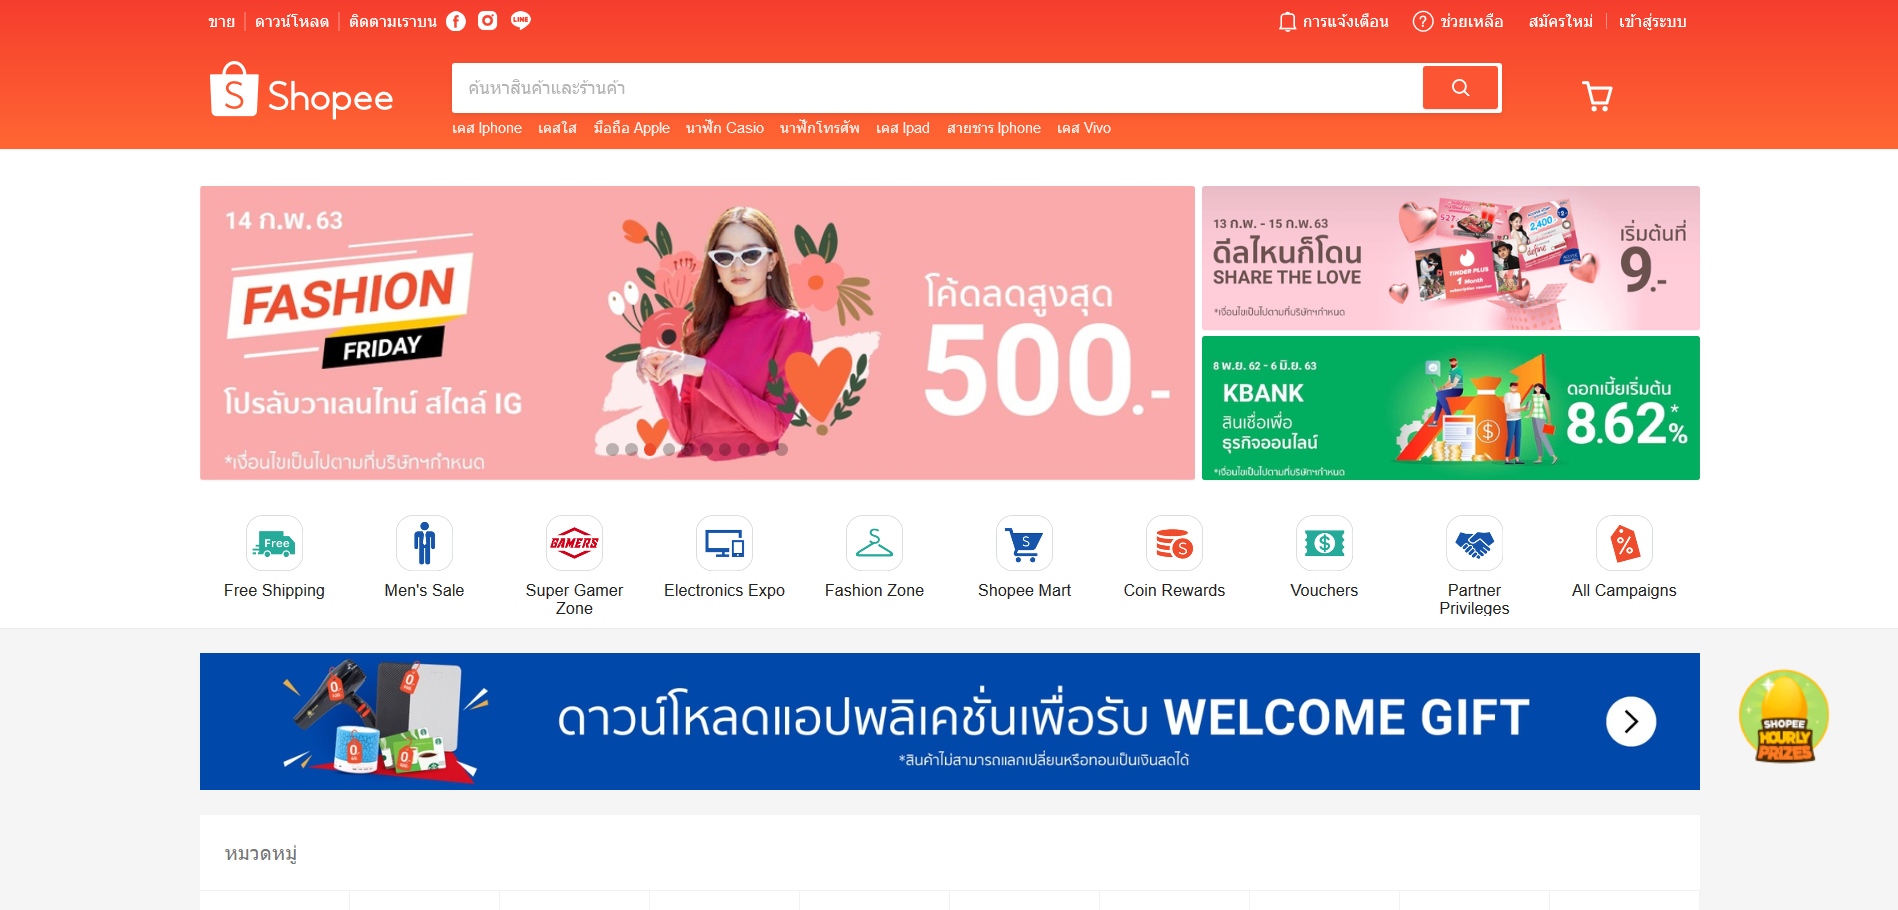 ขาย
ดาวน์โหลด
ติดตามเราบน
LINE
การแจ้งเตือน
ช่วยเหลือ
สมัครใหม่
เข้าสู่ระบบ
S Shopee
ค้นหาสินค้าและร้านค้า
เคส Iphone
เคสใส
มือถือ Apple
นาฬิกา Casio
นาฬิกโทรศัพ
เคส Ipad
สายชาร Iphone
เคส Vivo
14 ก.พ. 63
FASHION
FRIDAY
โปรลับวาเลนไทน์ สไตล์ IG
*เงื่อนไขเป็นไปตามที่บริษัทฯกำหนด
โค้ดลดสูงสุด
500.-
13 ก.พ. - 15 ก.พ. 63
ดีลไหนก็โดน
SHARE THE LOVE
*เงื่อนไขเป็นไปตามที่บริษัทฯกำหนด
527.-
2,400
define
TINDER PLUS
1 Month
เริ่มต้นที่
9.-
8 พ.ย. 62 - 6 มิ.ย. 63
KBANK
สินเชื่อเพื่อ
ธุรกิจออนไลน์
*เงื่อนไขเป็นไปตามที่บริษัทฯกำหนด
ดอกเบี้ยเริ่มต้น
8.62*%
Free
GAMERS
Free Shipping
Men's Sale
Super Gamer
Zone
Electronics Expo
Fashion Zone
Shopee Mart
Coin Rewards
Vouchers
Partner
Privileges
All Campaigns
ดาวน์โหลดแอปพลิเคชั่นเพื่อรับ WELCOME GIFT
*สินค้าไม่สามารถแลกเปลี่ยนหรือทอนเป็นเงินสดได้
SHOPEE
HOURLY
PRIZES
หมวดหมู่